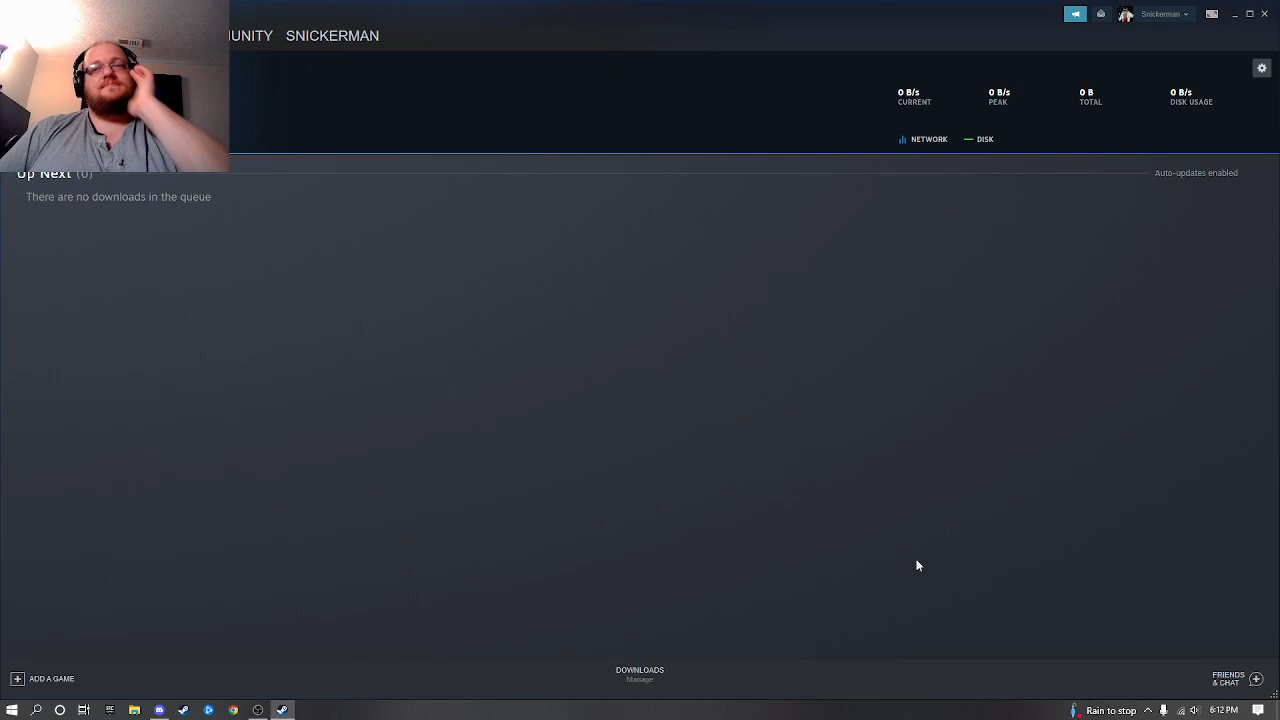 Snickerman
UNITY SNICKERMAN
0 B/s 0 B/s 0 B 0 B/s
CURRENT PEAK TOTAL DISK USAGE
NETWORK DISK
Up Next (0) Auto-updates enabled
There are no downloads in the queue
ADD A GAME
DOWNLOADS
Manage
FRIENDS
& CHAT
Rain to stop 6:12 PM